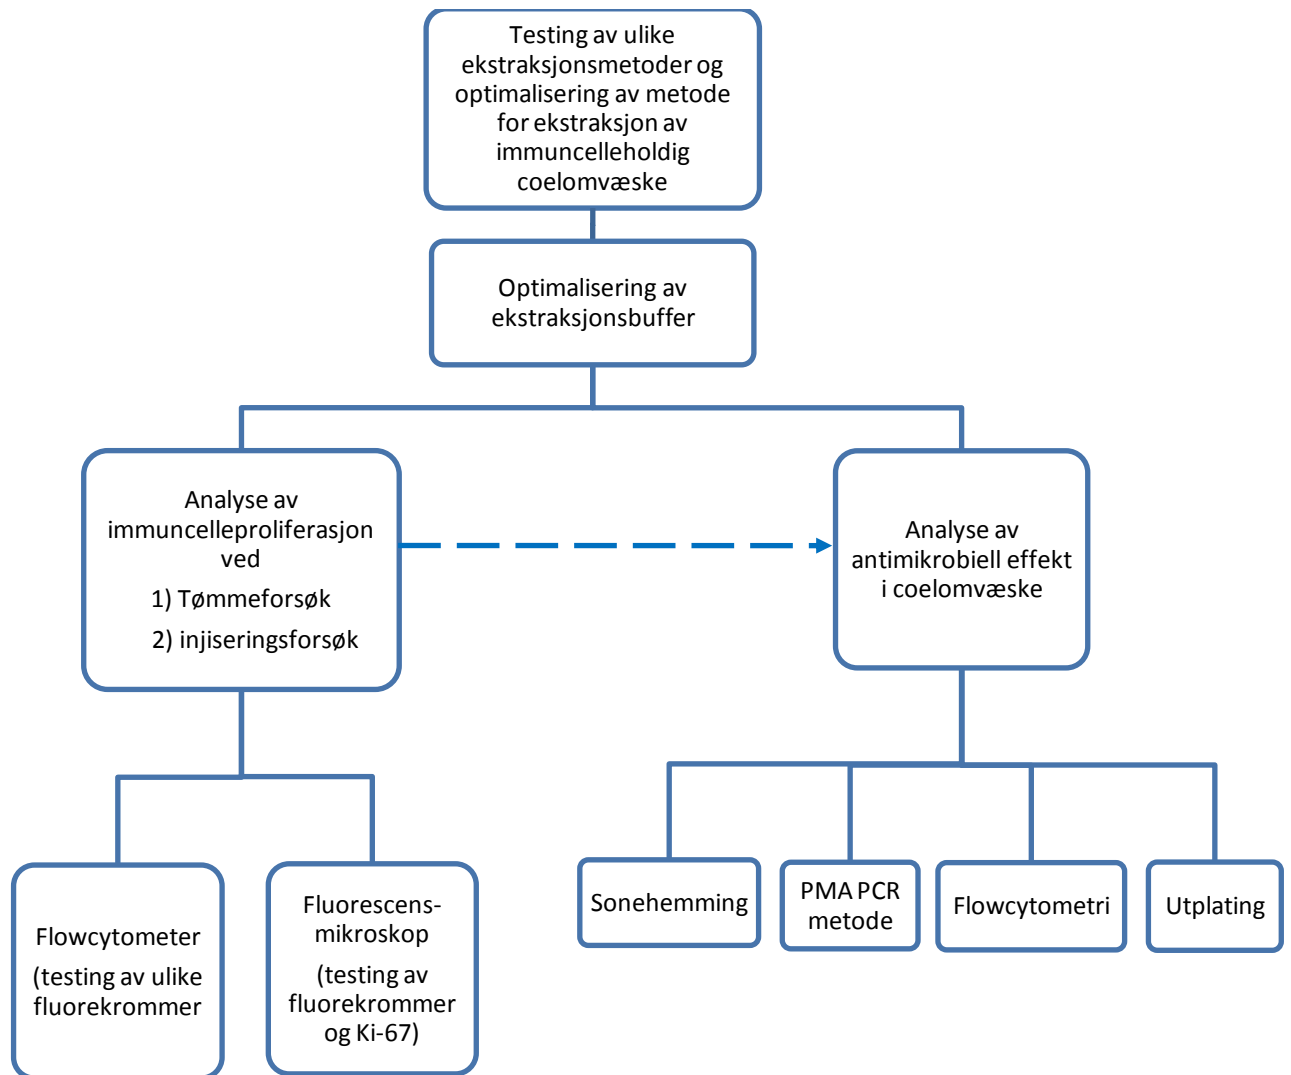 Testing av ulike
ekstraksjonsmetoder og
optimalisering av metode
for ekstraksjon av
immuncelleholdig
coelomvæske
Optimalisering av
ekstraksjonsbuffer
Analyse av
immuncelleproliferasjon
ved
1) Tømmeforsøk
2) injiseringsforsøk
Analyse av
antimikrobiell effekt
i coelomvæske
Flowcytometer
(testing av ulike
fluorekrommer
Fluorescens-
mikroskop
(testing av
fluorekrommer
og Ki-67)
Sonehemming
PMA PCR
metode
Flowcytometri
Utplating